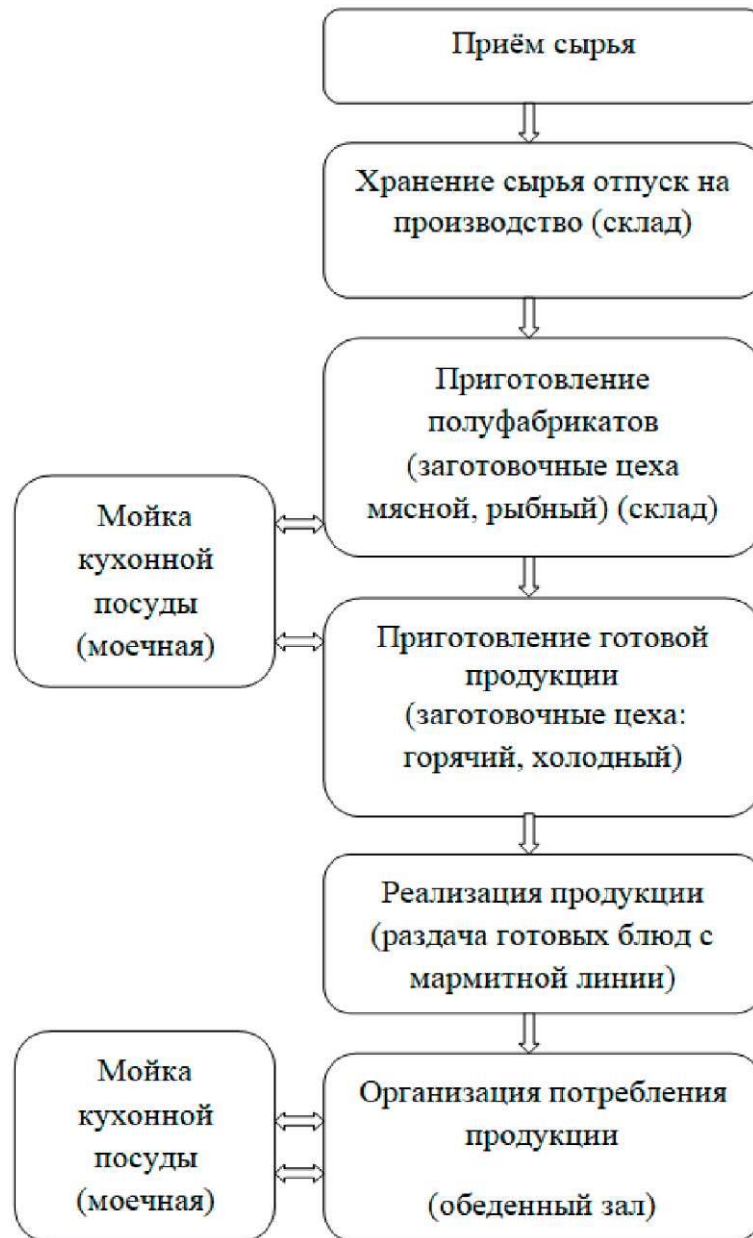 Приём сырья
Хранение сырья отпуск на
производство (склад)
Приготовление
полуфабрикатов
(заготовочные цеха
мясной, рыбный) (склад)
Мойка
кухонной
посуды
(моечная)
Приготовление готовой
продукции
(заготовочные цеха:
горячий, холодный)
Реализация продукции
(раздача готовых блюд с
мармитной линии)
Мойка
кухонной
посуды
(моечная)
Организация потребления
продукции
(обеденный зал)